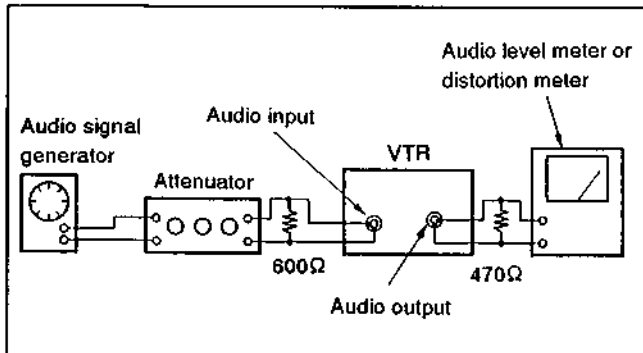 Audio level meter or
distortion meter
Audio input
VTR
Audio signal
generator
Attenuator
600Ω
470Ω
Audio output